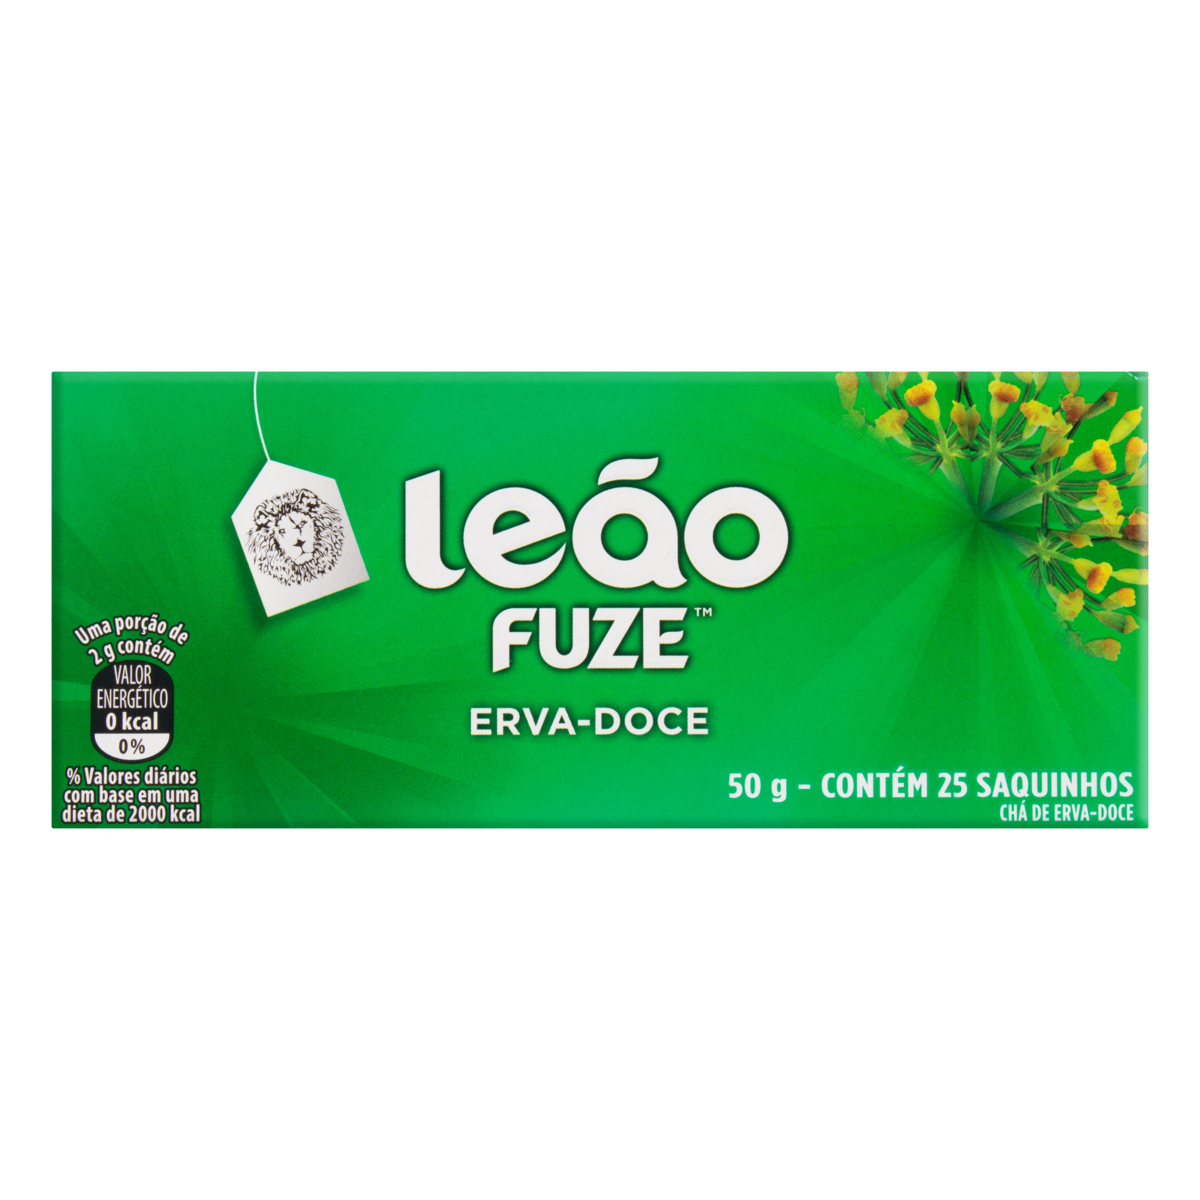 leão
FUZE™
ERVA-DOCE
Uma porção de
2 g contém
VALOR
ENERGÉTICO
0 kcal
0%
% Valores diários
com base em uma
dieta de 2000 kcal
50 g - CONTÉM 25 SAQUINHOS
CHÁ DE ERVA-DOCE